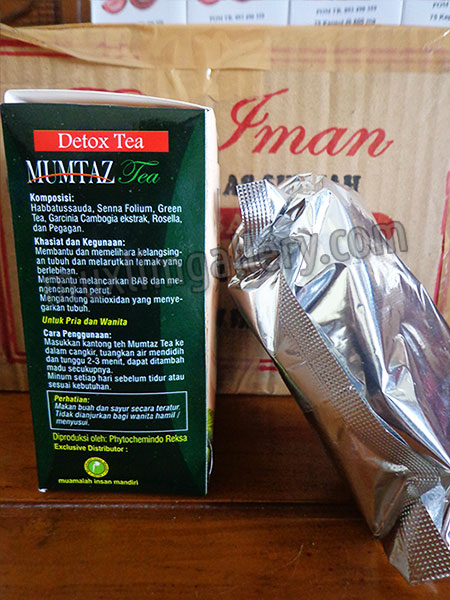 POM TR. 003 606 350
Iman
Detox Tea
MUMTAZ Tea
Komposisi:
Habbatussauda, Senna Folium, Green
Tea, Garcinia Cambogia ekstrak, Rosella,
dan Pegagan.
Khasiat dan Kegunaan:
Membantu dan memelihara kelangsing-
an tubuh dan melarutkan lemak yang
berlebihan.
Membantu melancarkan BAB dan me-
ngencangkan perut.
Mengandung antioxidan yang menye-
garkan tubuh.
Untuk Pria dan Wanita
Cara Penggunaan:
Masukkan kantong teh Mumtaz Tea ke
dalam cangkir, tuangkan air mendidih
dan tunggu 2-3 menit, dapat ditambah
madu secukupnya.
Minum setiap hari sebelum tidur atau
sesuai kebutuhan.
Perhatian:
Makan buah dan sayur secara teratur.
Tidak dianjurkan bagi wanita hamil /
menyusui.
Diproduksi oleh: Phytochemindo Reksa
Exclusive Distributor :
muamalah insan mandiri